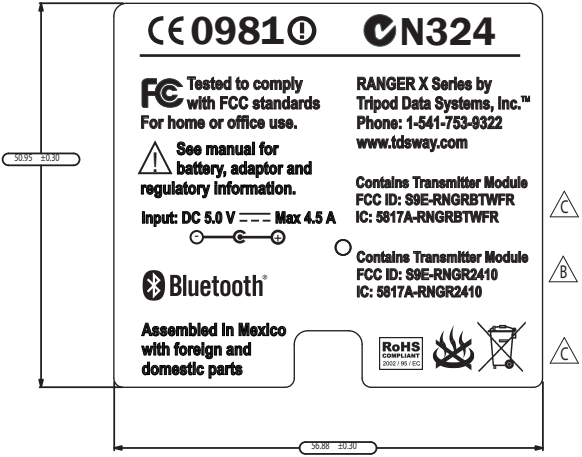 CE 0981 N324
FC Tested to comply
with FCC standards
For home or office use.
See manual for
battery, adaptor and
regulatory information.
Input: DC 5.0 V Max 4.5 A
- +
Bluetooth®
Assembled in Mexico
with foreign and
domestic parts
RANGER X Series by
Tripod Data Systems, Inc.™
Phone: 1-541-753-9322
www.tdsway.com
Contains Transmitter Module
FCC ID: S9E-RNGRBTWFR
IC: 5817A-RNGRBTWFR
Contains Transmitter Module
FCC ID: S9E-RNGR2410
IC: 5817A-RNGR2410
RoHS
COMPLIANT
2002 / 95 / EC
C
B
C
50.95 ±0.30
56.88 ±0.30